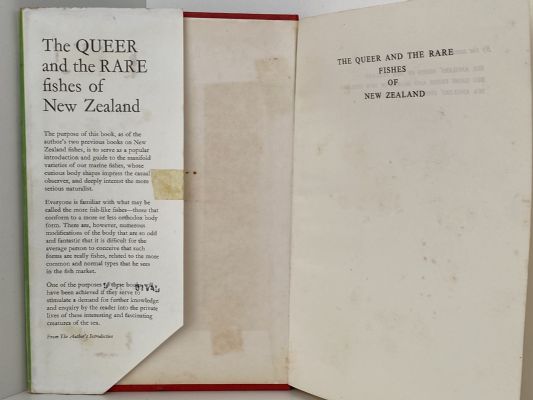 The QUEER
and the RARE
fishes of
New Zealand
The purpose of this book, as of the
author's two previous books on New
Zealand fishes, is to serve as a popular
introduction and guide to the manifold
varieties of our marine fishes, whose
curious body shapes impress the casual
observer, and deeply interest the more
serious naturalist.
Everyone is familiar with what may be
called the more fish-like fishes—those that
conform to a more or less orthodox body
form. There are, however, numerous
modifications of the body that are so odd
and fantastic that it is difficult for the
average person to conceive that such
forms are really fishes, related to the more
common and normal types that he sees
in the fish market.
One of the purposes of these books will
have been achieved if they serve to
stimulate a demand for further knowledge
and enquiry by the reader into the private
lives of these interesting and fascinating
creatures of the sea.
From The Author's Introduction
THE QUEER AND THE RARE
FISHES
OF
NEW ZEALAND